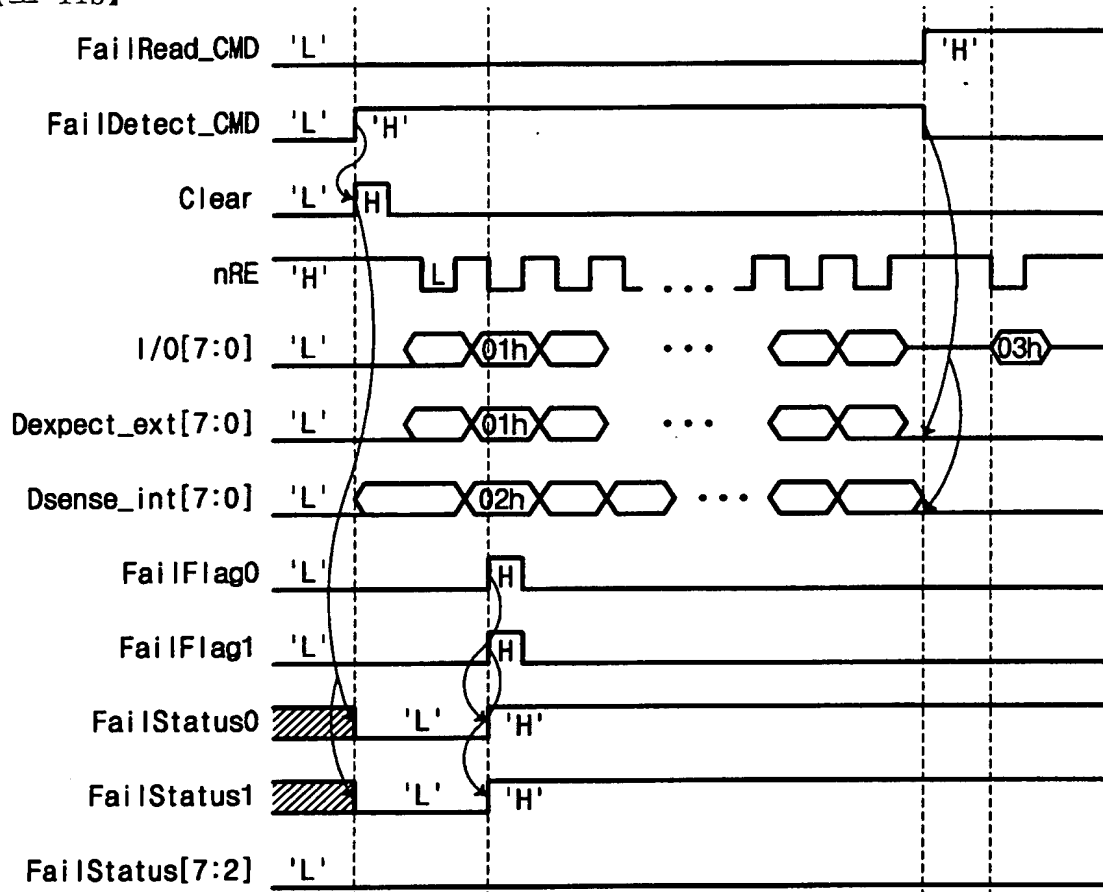 FailRead_CMD 'L' 'H'
FailDetect_CMD 'L' 'H'
Clear 'L' H
nRE 'H' L ...
I/O[7:0] 'L' 01h ... 03h
Dexpect_ext[7:0] 'L' 01h ...
Dsense_int[7:0] 'L' 02h ...
FailFlag0 'L' H
FailFlag1 'L' H
FailStatus0 'L' 'H'
FailStatus1 'L' 'H'
FailStatus[7:2] 'L'